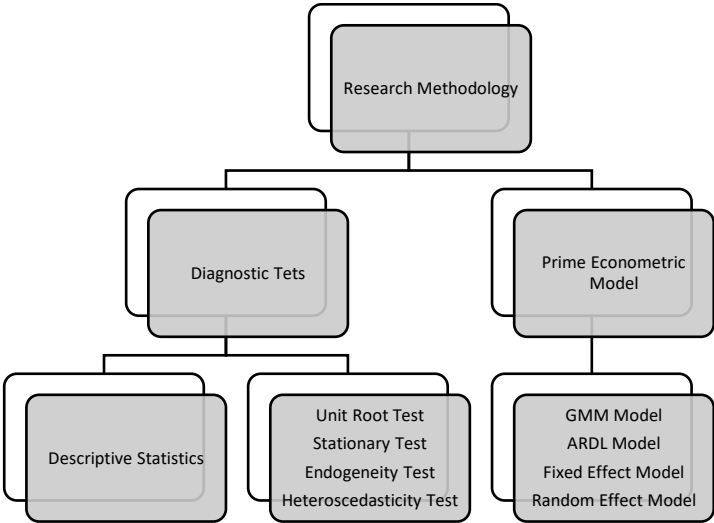 Research Methodology
Diagnostic Tets
Prime Econometric
Model
Descriptive Statistics
Unit Root Test
Stationary Test
Endogeneity Test
Heteroscedasticity Test
GMM Model
ARDL Model
Fixed Effect Model
Random Effect Model